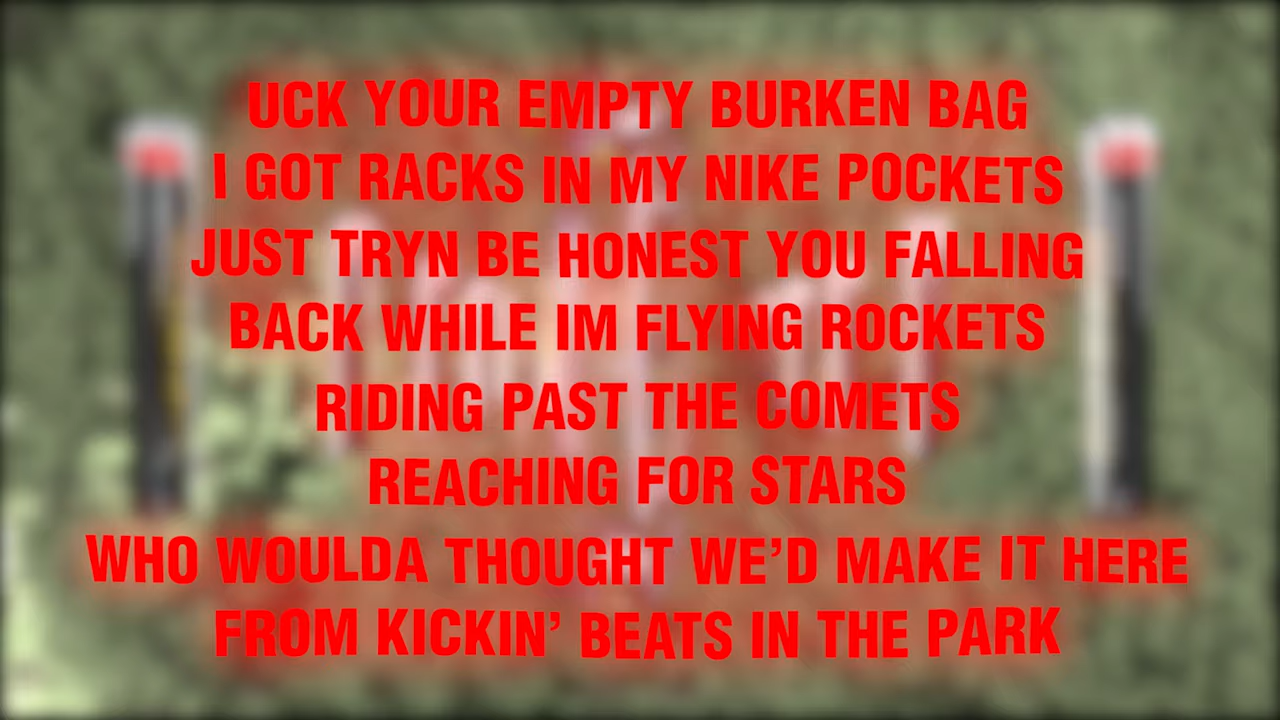 UCK YOUR EMPTY BURKEN BAG
I GOT RACKS IN MY NIKE POCKETS
JUST TRYN BE HONEST YOU FALLING
BACK WHILE IM FLYING ROCKETS
RIDING PAST THE COMETS
REACHING FOR STARS
WHO WOULDA THOUGHT WE'D MAKE IT HERE
FROM KICKIN' BEATS IN THE PARK